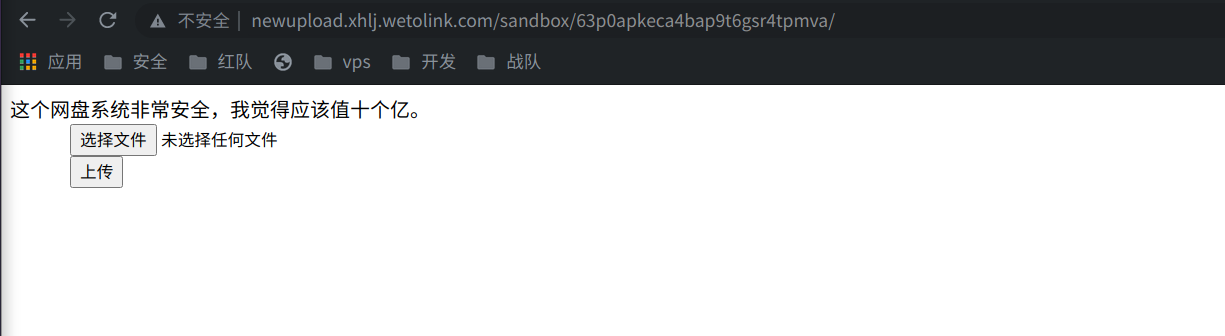 不安全 | newupload.xhlj.wetolink.com/sandbox/63p0apkeca4bap9t6gsr4tpmva/
应用 安全 红队 vps 开发 战队
这个网盘系统非常安全，我觉得应该值十个亿。
选择文件 未选择任何文件
上传